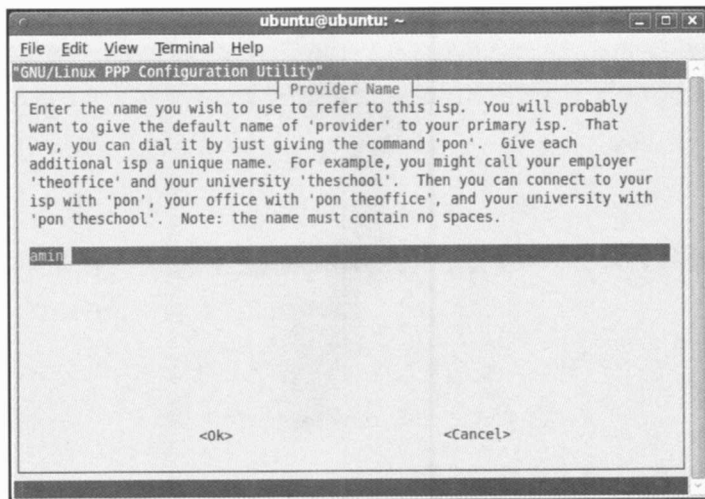 ubuntu@ubuntu: ~
File Edit View Terminal Help
"GNU/Linux PPP Configuration Utility"
Provider Name
Enter the name you wish to use to refer to this isp. You will probably
want to give the default name of 'provider' to your primary isp. That
way, you can dial it by just giving the command 'pon'. Give each
additional isp a unique name. For example, you might call your employer
'theoffice' and your university 'theschool'. Then you can connect to your
isp with 'pon', your office with 'pon theoffice', and your university with
'pon theschool'. Note: the name must contain no spaces.
amin
<Ok> <Cancel>